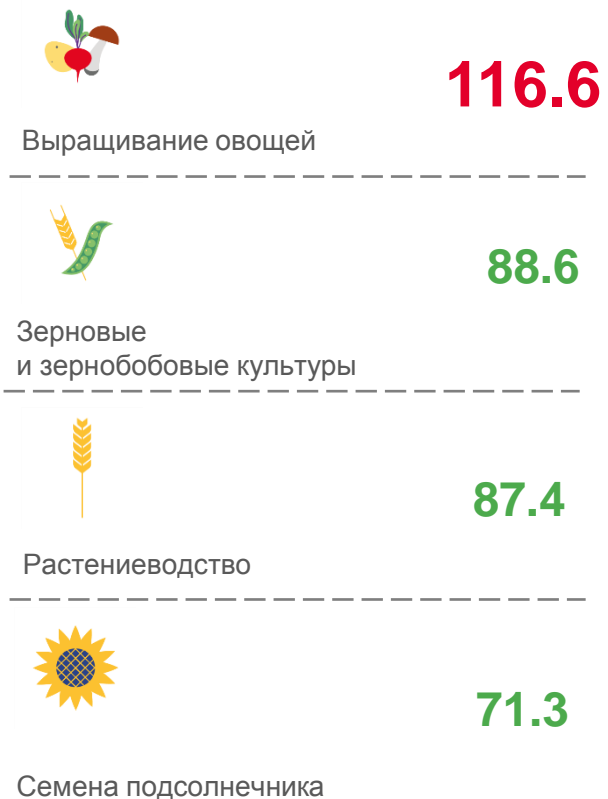 116.6
Выращивание овощей
88.6
Зерновые
и зернобобовые культуры
87.4
Растениеводство
71.3
Семена подсолнечника